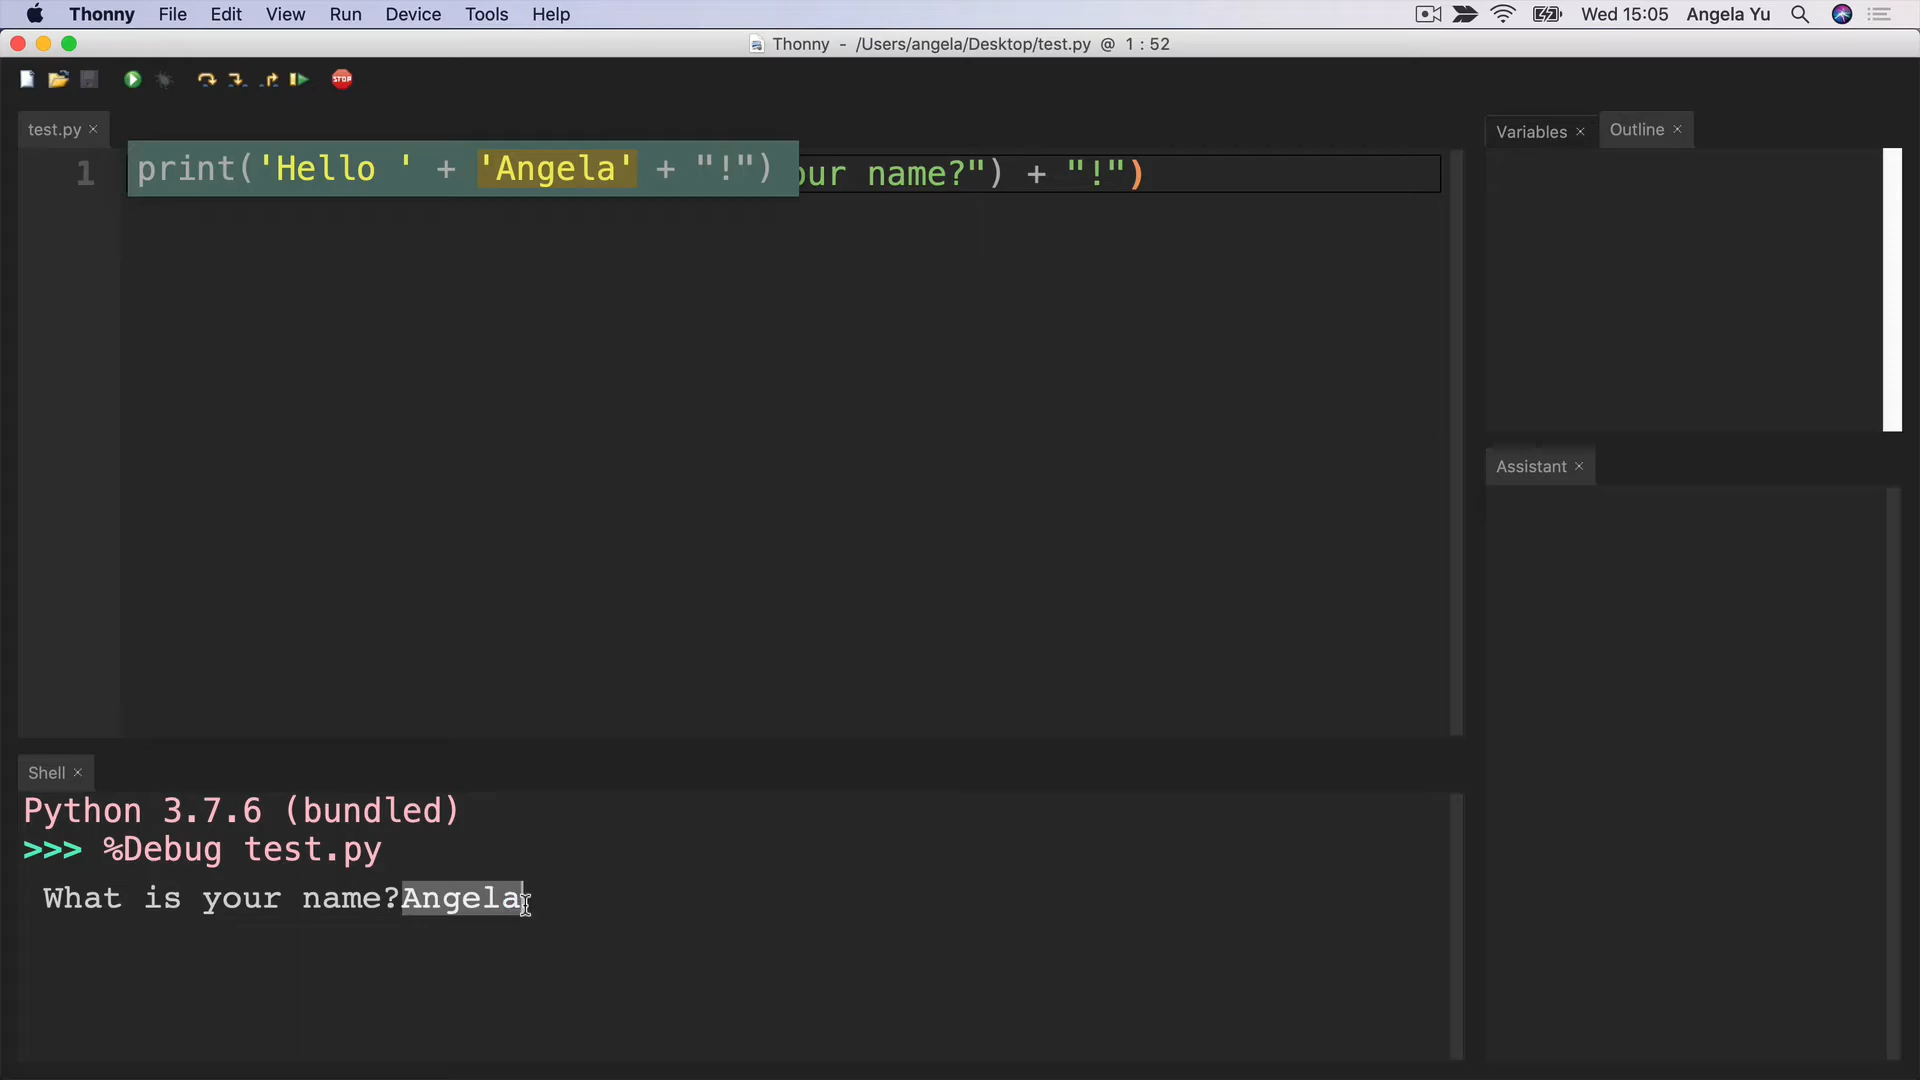 Thonny File Edit View Run Device Tools Help Wed 15:05 Angela Yu
Thonny - /Users/angela/Desktop/test.py @ 1 : 52
STOP
test.py Variables Outline
1 print('Hello ' + 'Angela' + "!") our name?") + "!")
Assistant
Shell
Python 3.7.6 (bundled)
>>> %Debug test.py
What is your name?Angela